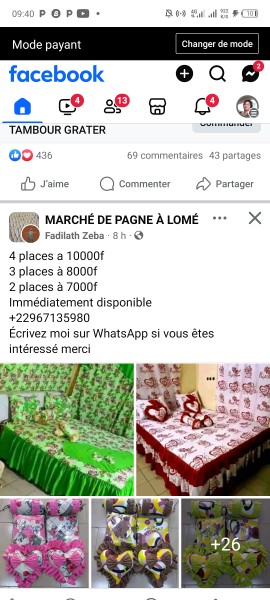 09:40
Mode payant
Changer de mode
facebook
2
4
13
4
TAMBOUR GRATER
Commander
436
69 commentaires 43 partages
J'aime
Commenter
Partager
MARCHÉ DE PAGNE À LOMÉ
Fadilath Zeba · 8 h ·
4 places a 10000f
3 places à 8000f
2 places à 7000f
Immédiatement disponible
+22967135980
Écrivez moi sur WhatsApp si vous êtes
intéressé merci
+26